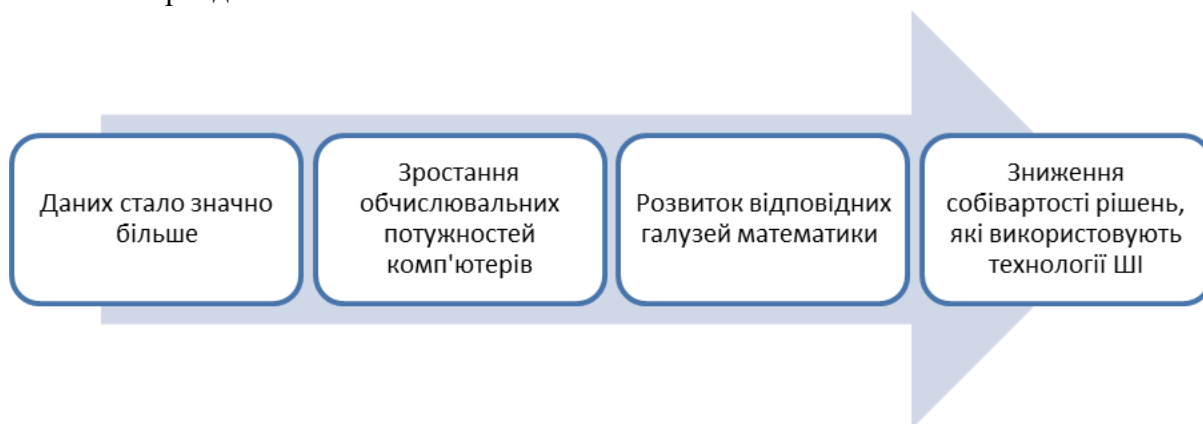 Даних стало значно
більше
Зростання
обчислювальних
потужностей
комп'ютерів
Розвиток відповідних
галузей математики
Зниження
собівартості рішень,
які використовують
технології ШІ